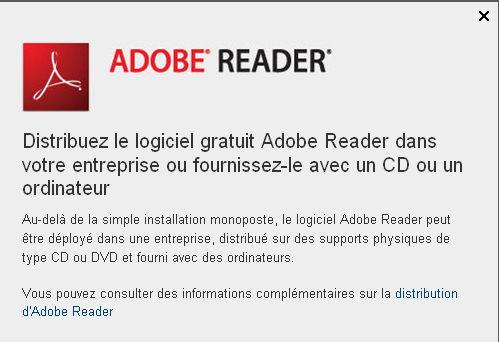 ADOBE® READER®
Distribuez le logiciel gratuit Adobe Reader dans
votre entreprise ou fournissez-le avec un CD ou un
ordinateur
Au-delà de la simple installation monoposte, le logiciel Adobe Reader peut
être déployé dans une entreprise, distribué sur des supports physiques de
type CD ou DVD et fourni avec des ordinateurs.
Vous pouvez consulter des informations complémentaires sur la distribution
d'Adobe Reader